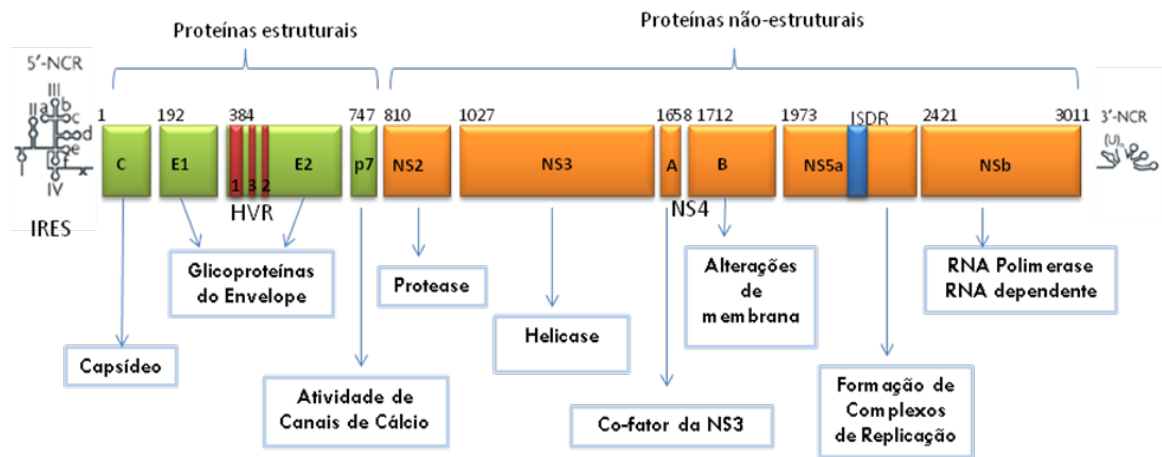 Proteínas estruturais
Proteínas não-estruturais
5'-NCR
III
a b
II c
d
e
f
I
IV
IRES
1 192 384 747 810 1027 1658 1712 1973 ISDR 2421 3011
3'-NCR
(U)n
C E1 E2 p7 NS2 NS3 A B NS5a NSb
1 3 2
HVR
NS4
Glicoproteínas
do Envelope
Protease
Alterações
de
membrana
RNA Polimerase
RNA dependente
Helicase
Capsídeo
Atividade de
Canais de Cálcio
Co-fator da NS3
Formação de
Complexos
de Replicação